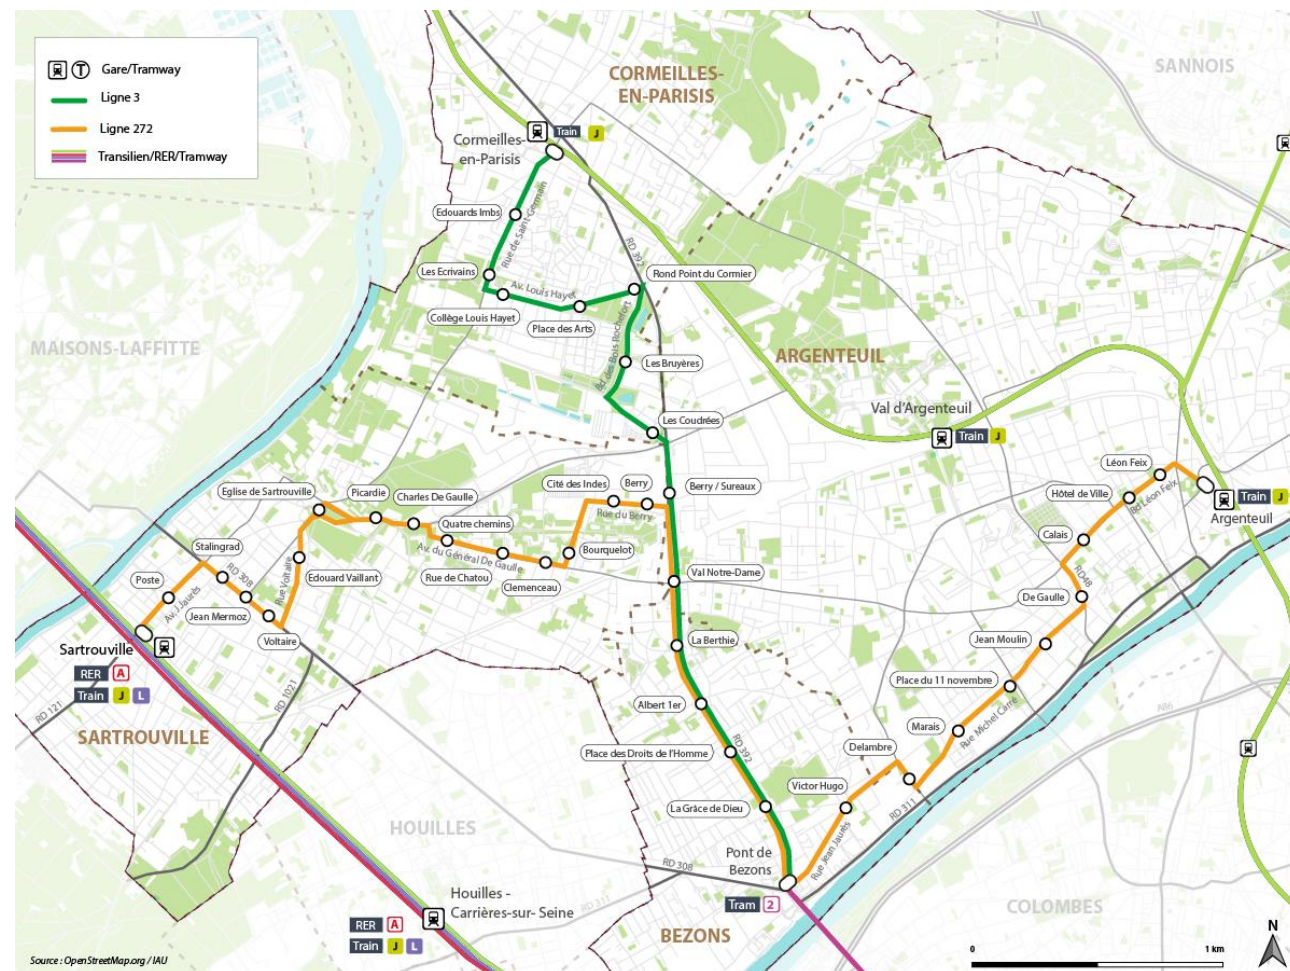 Gare/Tramway
T
Ligne 3
Ligne 272
Transilien/RER/Tramway
CORMEILLES-
EN-PARISIS
SANNOIS
Train J
Cormeilles-
en-Parisis
Edouards Imbs
Rue de Saint-Germain
RD 392
Les Ecrivains
Rond Point du Cormier
Av. Louis Hayet
Collège Louis Hayet
Place des Arts
Bd des Bois Rochefort
MAISONS-LAFFITTE
Les Bruyères
ARGENTEUIL
Val d'Argenteuil
Train J
Les Coudrées
Léon Feix
Cité des Indes
Berry
Berry / Sureaux
Eglise de Sartrouville
Picardie
Charles De Gaulle
Hôtel de Ville
Bd Léon Feix
Train J
Argenteuil
Rue du Berry
Quatre chemins
Calais
Stalingrad
Av. du Général De Gaulle
Bourquelot
Poste
RD 308
Rue Voltaire
Edouard Vaillant
Rue de Chatou
Clemenceau
Val Notre-Dame
RD48
De Gaulle
Av. J.Jaurès
Jean Mermoz
Voltaire
La Berthie
Jean Moulin
Sartrouville
RER A
Train J L
Place du 11 novembre
RD 121
RD 1021
Albert 1er
Rue Michel Carré
A86
Marais
SARTROUVILLE
Place des Droits de l'Homme
RD 392
Delambre
Victor Hugo
La Grâce de Dieu
RD 311
HOUILLES
Pont de
Bezons
Rue Jean Jaurès
RD 308
Houilles -
Carrières-sur- Seine
RD 311
Tram 2
COLOMBES
RER A
Train J L
BEZONS
N
0
1 km
Source : OpenStreetMap.org / IAU